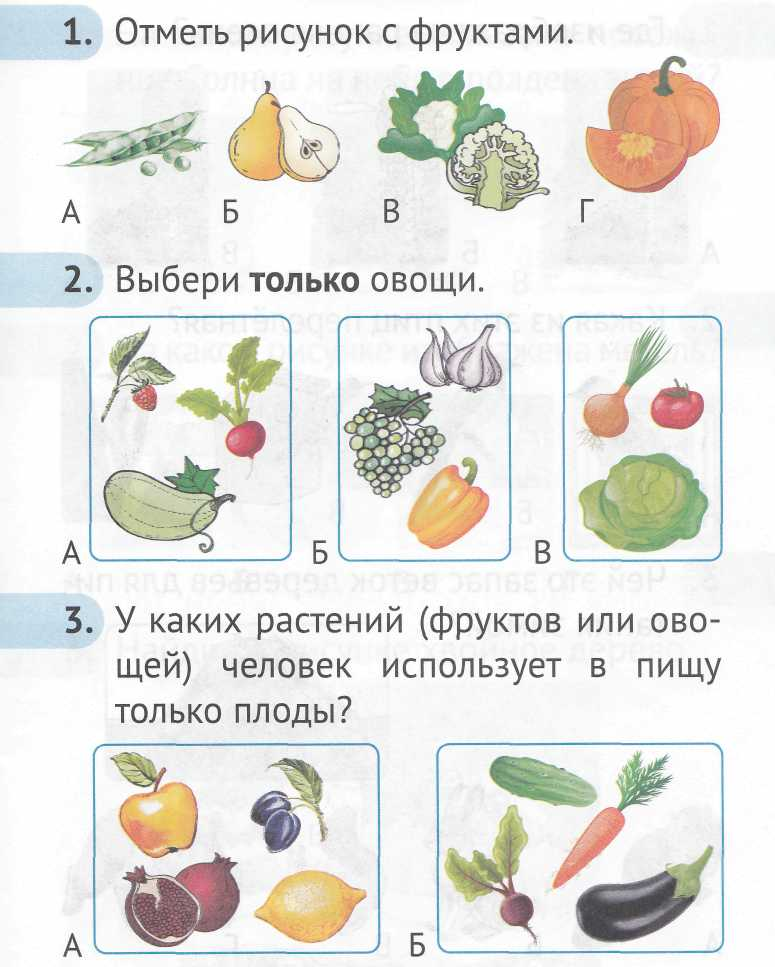 1. Отметь рисунок с фруктами.
А Б В Г
2. Выбери только овощи.
А Б В
3. У каких растений (фруктов или ово-
щей) человек использует в пищу
только плоды?
А Б